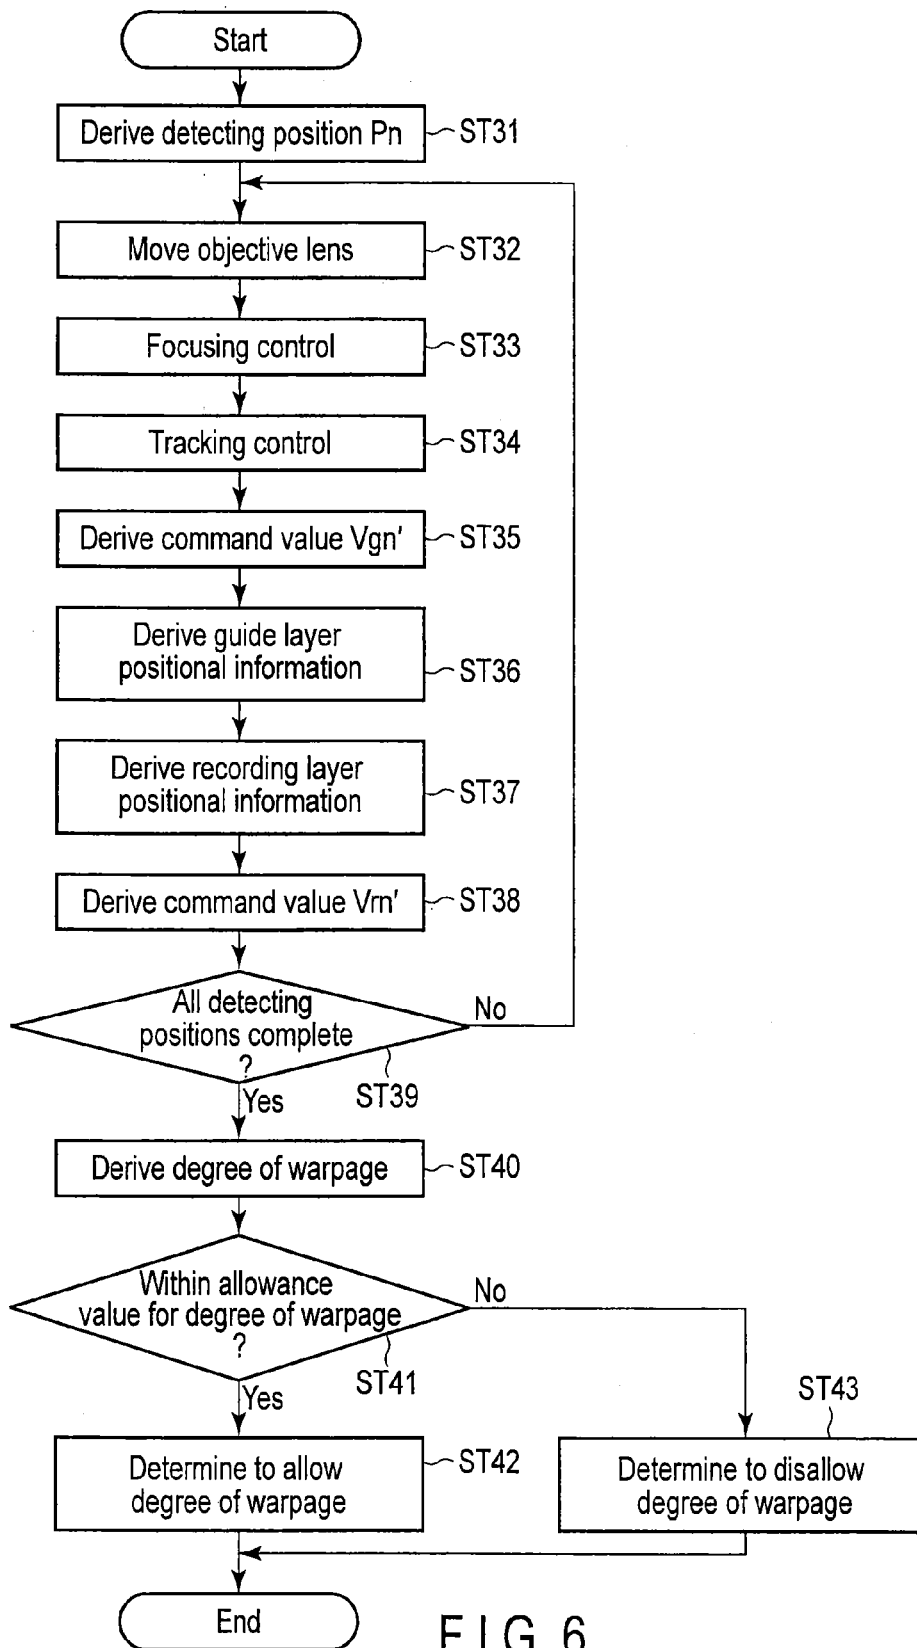 Start
Derive detecting position Pn
ST31
Move objective lens
ST32
Focusing control
ST33
Tracking control
ST34
Derive command value Vgn'
ST35
Derive guide layer
positional information
ST36
Derive recording layer
positional information
ST37
Derive command value Vrn'
ST38
All detecting
positions complete
?
No
ST39
Yes
Derive degree of warpage
ST40
Within allowance
value for degree of warpage
?
No
ST41
Yes
ST43
Determine to allow
degree of warpage
ST42
Determine to disallow
degree of warpage
End
FIG. 6